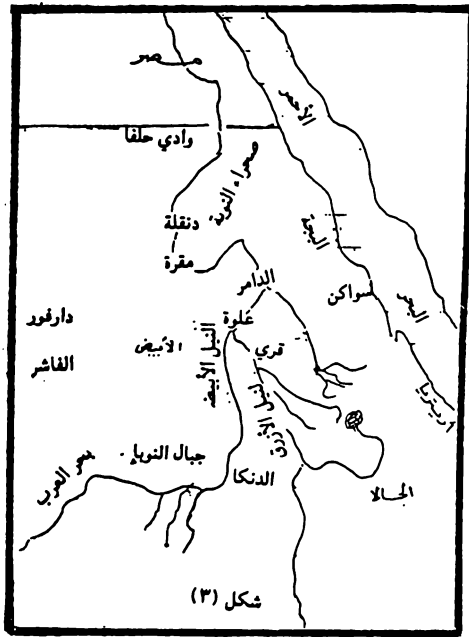 مصر
الأحمر
وادي حلفا
صحراء النوبة
دنقلة
البجة
مقرة
الدامر
سواكن
البحر
دارفور
علوة
الأبيض
النيل الأبيض
قري
الفاشر
النيل الأزرق
أريتريا
جبال النوبا
بحر العرب
الدنكا
الجالا
شكل (٣)